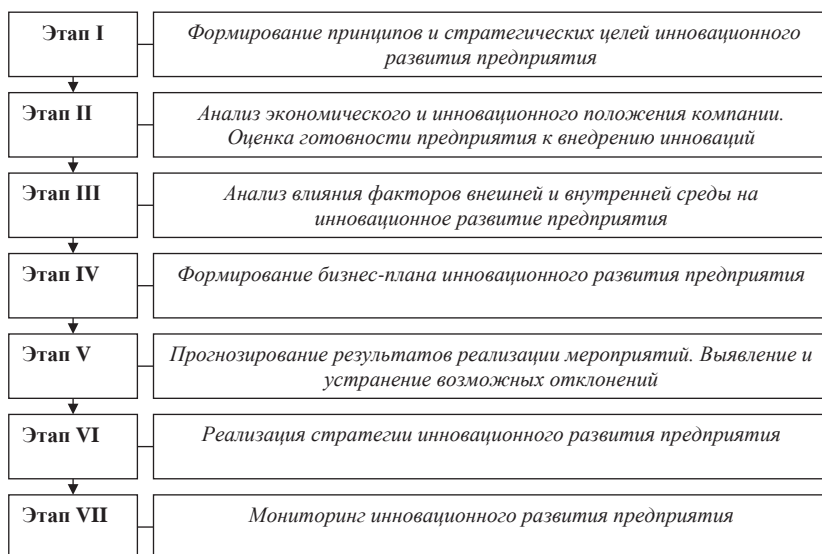 Этап I
Формирование принципов и стратегических целей инновационного
развития предприятия
Этап II
Анализ экономического и инновационного положения компании.
Оценка готовности предприятия к внедрению инноваций
Этап III
Анализ влияния факторов внешней и внутренней среды на
инновационное развитие предприятия
Этап IV
Формирование бизнес-плана инновационного развития предприятия
Этап V
Прогнозирование результатов реализации мероприятий. Выявление и
устранение возможных отклонений
Этап VI
Реализация стратегии инновационного развития предприятия
Этап VII
Мониторинг инновационного развития предприятия